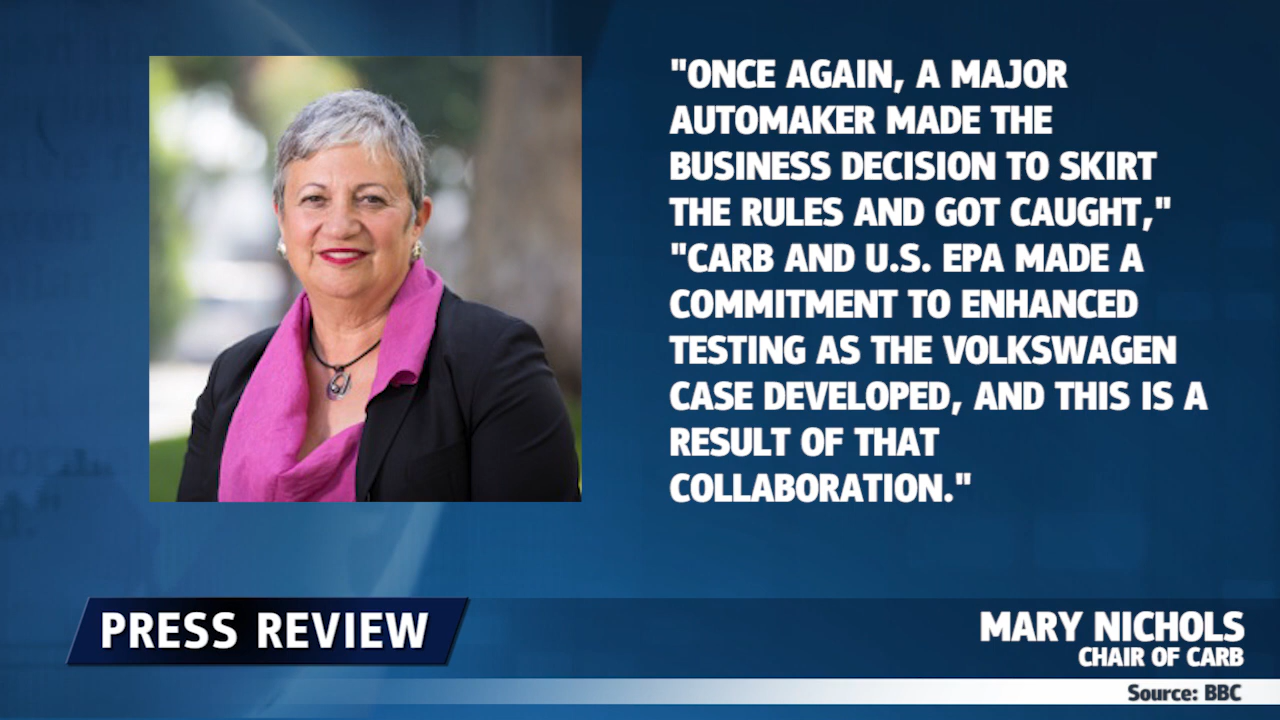 "ONCE AGAIN, A MAJOR
AUTOMAKER MADE THE
BUSINESS DECISION TO SKIRT
THE RULES AND GOT CAUGHT,"
"CARB AND U.S. EPA MADE A
COMMITMENT TO ENHANCED
TESTING AS THE VOLKSWAGEN
CASE DEVELOPED, AND THIS IS A
RESULT OF THAT
COLLABORATION."
PRESS REVIEW
MARY NICHOLS
CHAIR OF CARB
Source: BBC